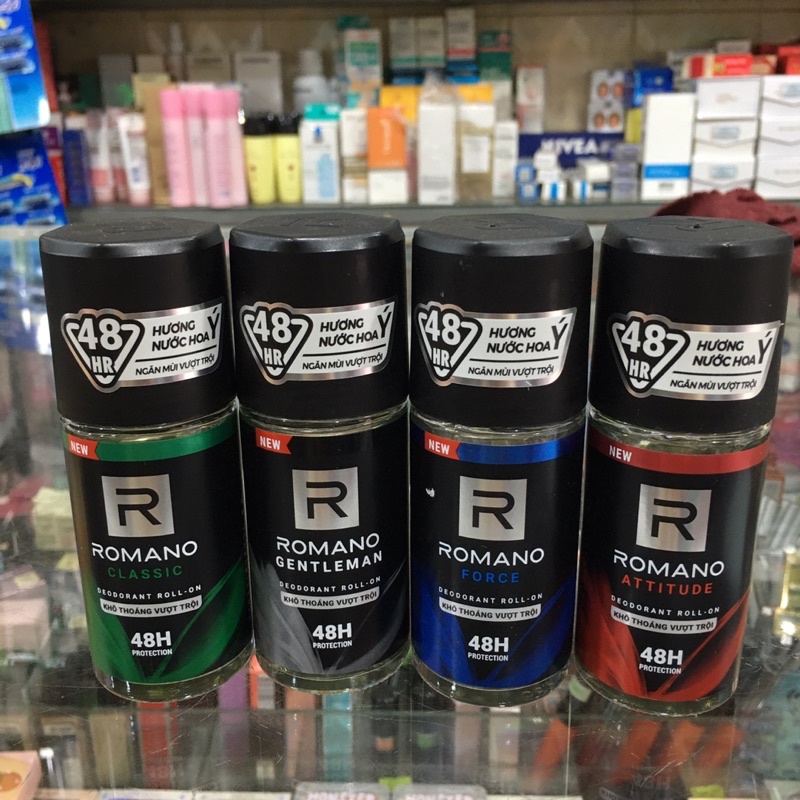 NIVEA
48
HR
HƯƠNG
NƯỚC HOA
Ý
NGĂN MÙI VƯỢT TRỘI
48
HR
HƯƠNG
NƯỚC HOA
Ý
NGĂN MÙI VƯỢT TRỘI
48
HR
HƯƠNG
NƯỚC HOA
Ý
NGĂN MÙI VƯỢT TRỘI
48
HR
HƯƠNG
NƯỚC HOA
Ý
NGĂN MÙI VƯỢT TRỘI
NEW
R
ROMANO
CLASSIC
DEODORANT ROLL-ON
KHÔ THOÁNG VƯỢT TRỘI
48H
PROTECTION
NEW
R
ROMANO
GENTLEMAN
DEODORANT ROLL-ON
KHÔ THOÁNG VƯỢT TRỘI
48H
PROTECTION
NEW
R
ROMANO
FORCE
DEODORANT ROLL-ON
KHÔ THOÁNG VƯỢT TRỘI
48H
PROTECTION
NEW
R
ROMANO
ATTITUDE
DEODORANT ROLL-ON
KHÔ THOÁNG VƯỢT TRỘI
48H
PROTECTION